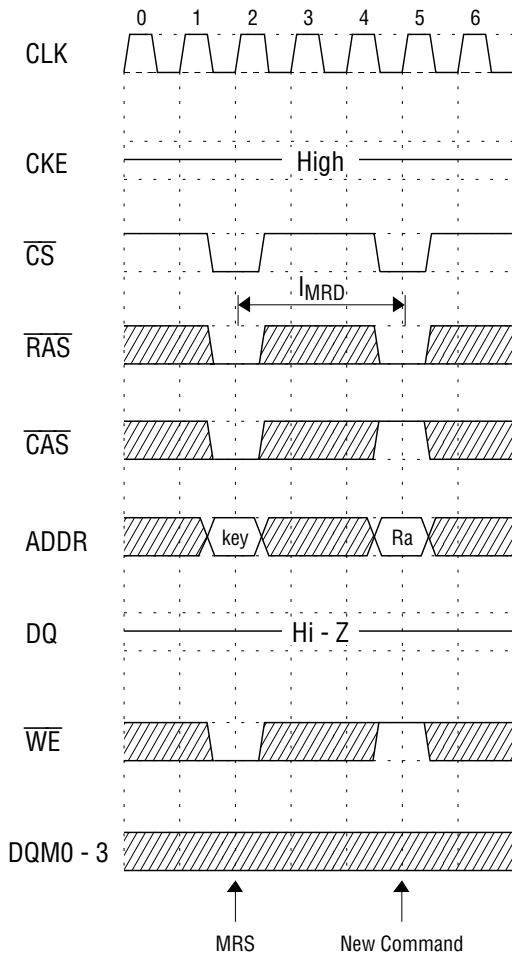 0 1 2 3 4 5 6
CLK
CKE High
CS
IMRD
RAS
CAS
ADDR key Ra
DQ Hi - Z
WE
DQM0 - 3
MRS New Command